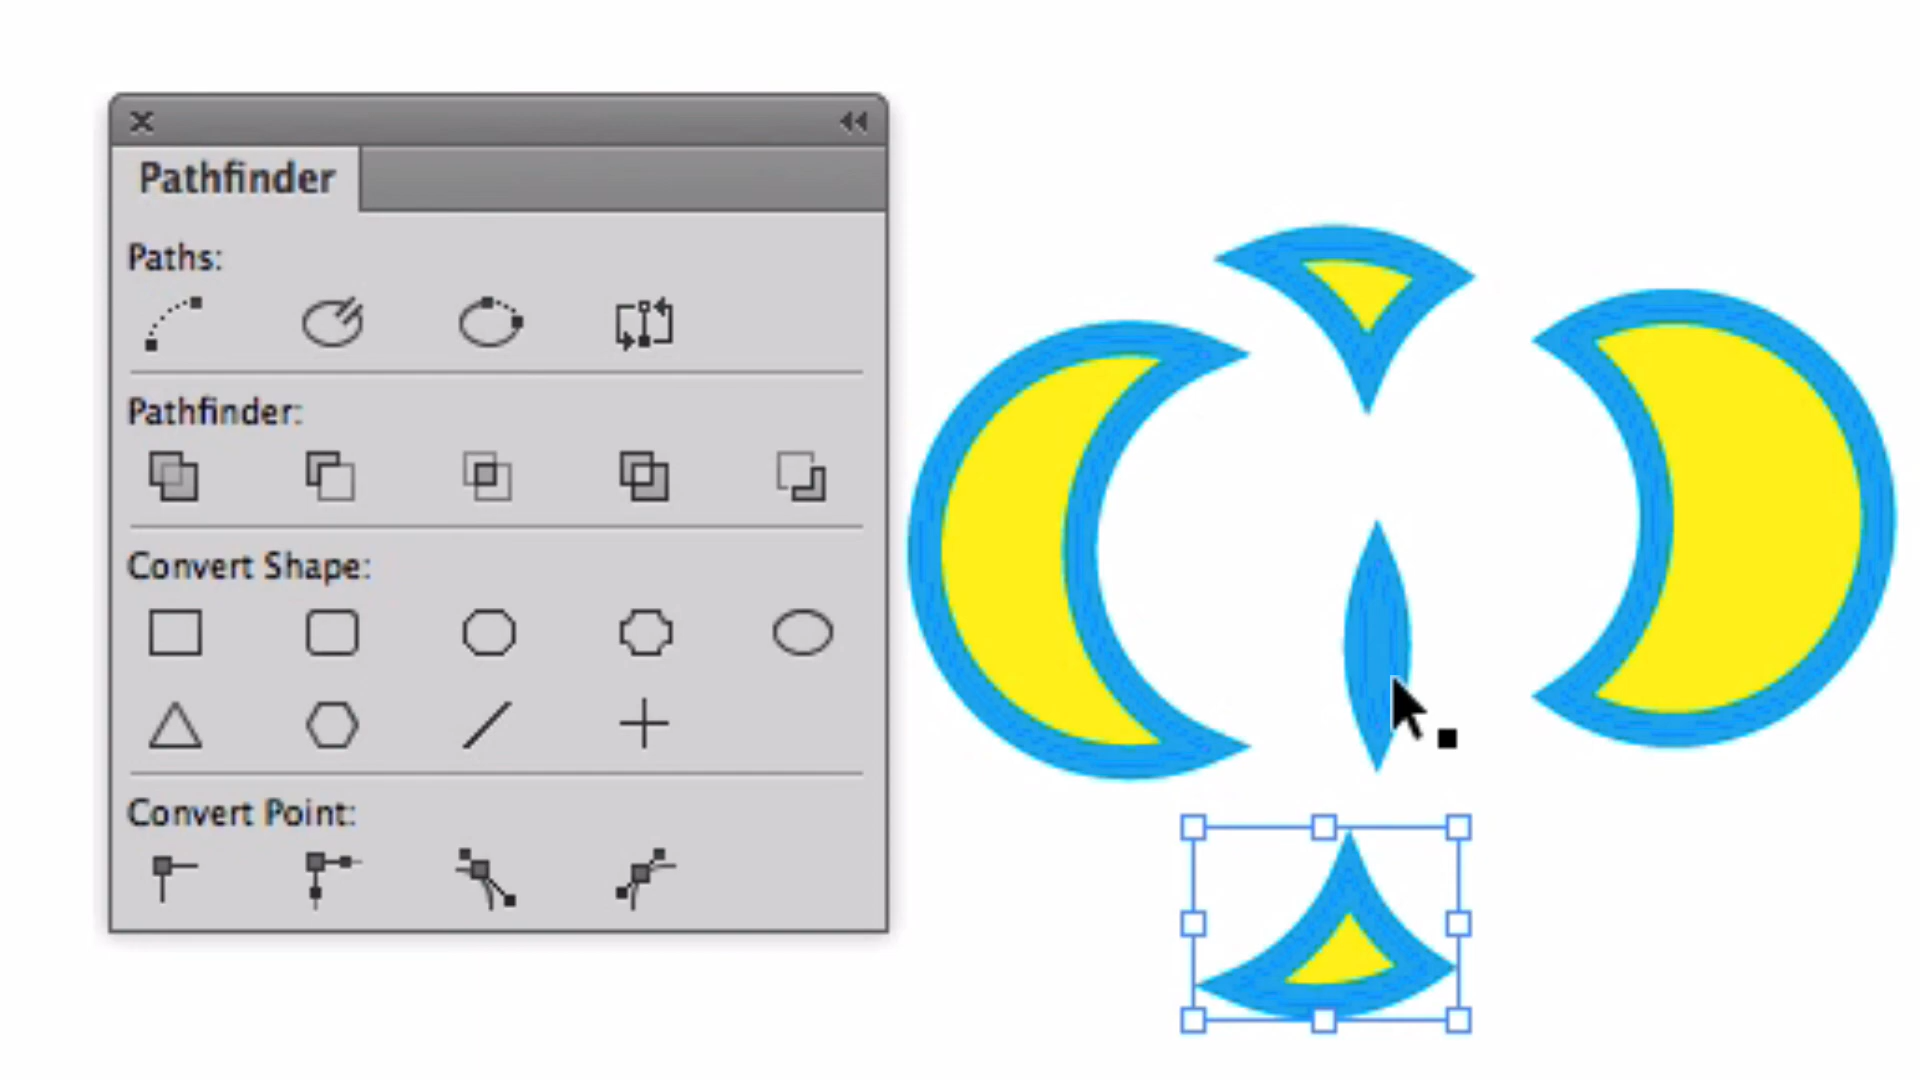 Pathfinder
Paths:
Pathfinder:
Convert Shape:
Convert Point: